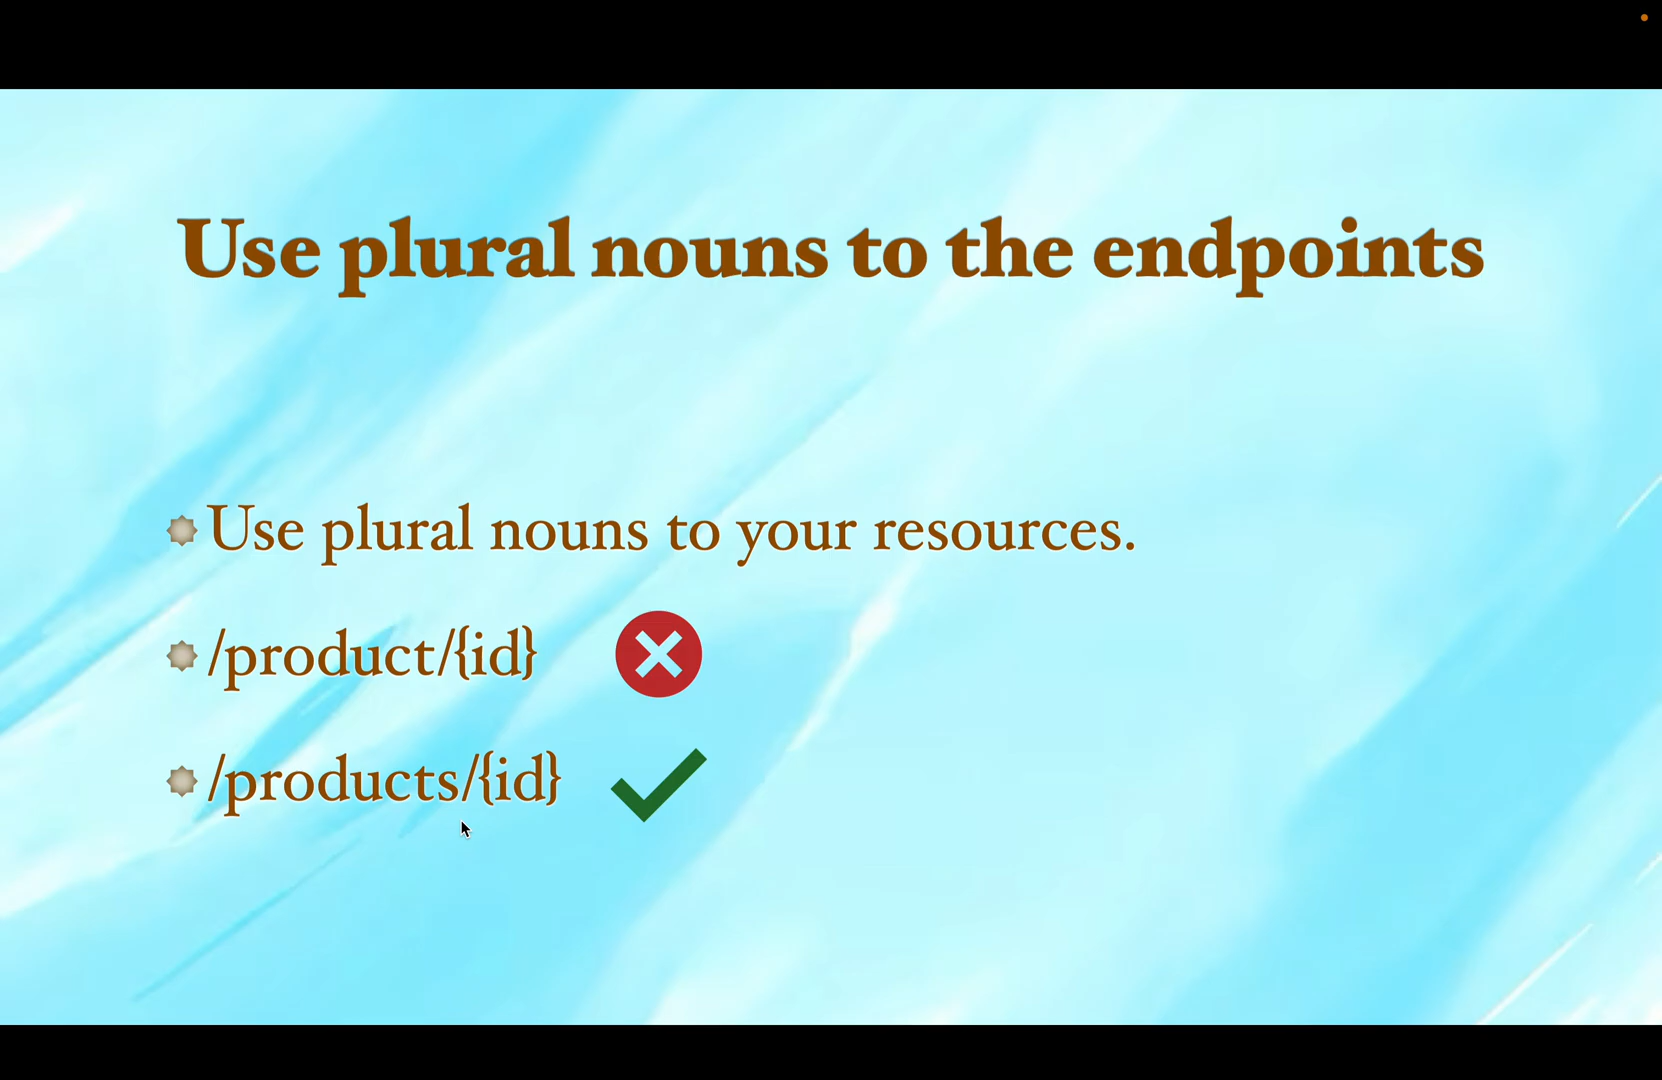 Use plural nouns to the endpoints
Use plural nouns to your resources.
/product/{id}
/products/{id}